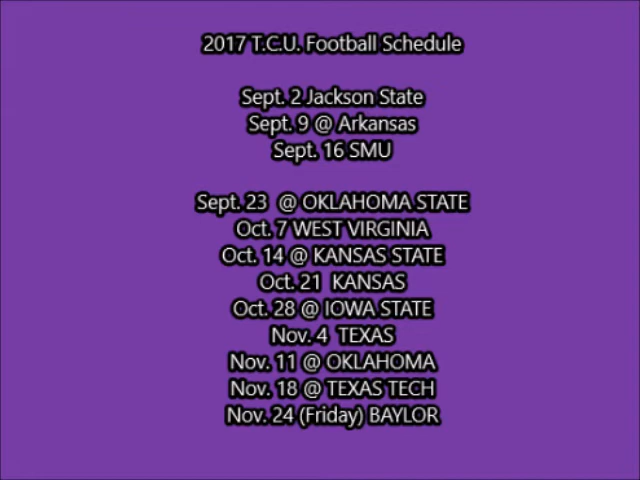 2017 T.C.U. Football Schedule
Sept. 2 Jackson State
Sept. 9 @ Arkansas
Sept. 16 SMU
Sept. 23 @ OKLAHOMA STATE
Oct. 7 WEST VIRGINIA
Oct. 14 @ KANSAS STATE
Oct. 21 KANSAS
Oct. 28 @ IOWA STATE
Nov. 4 TEXAS
Nov. 11 @ OKLAHOMA
Nov. 18 @ TEXAS TECH
Nov. 24 (Friday) BAYLOR